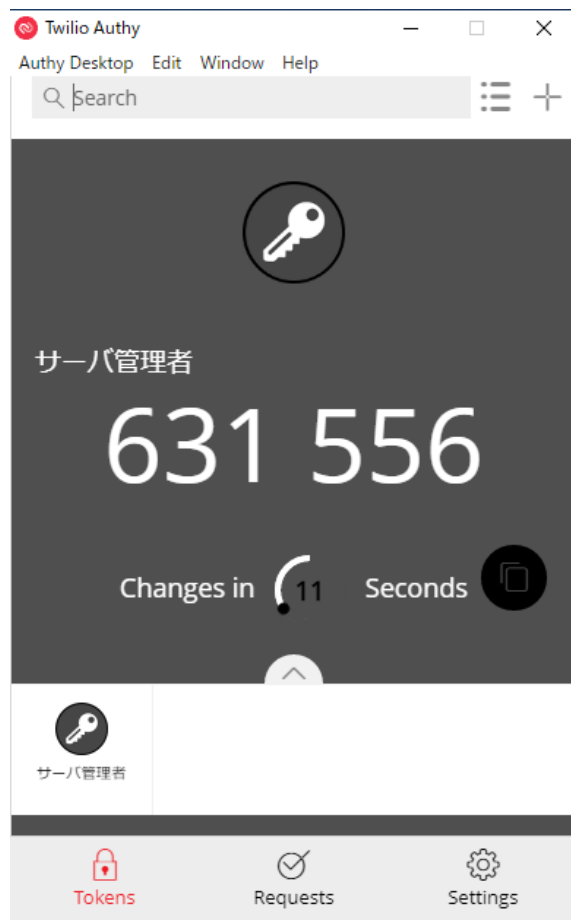 Twilio Authy
Authy Desktop Edit Window Help
Search
サーバ管理者
631 556
Changes in 11 Seconds
サーバ管理者
Tokens Requests Settings